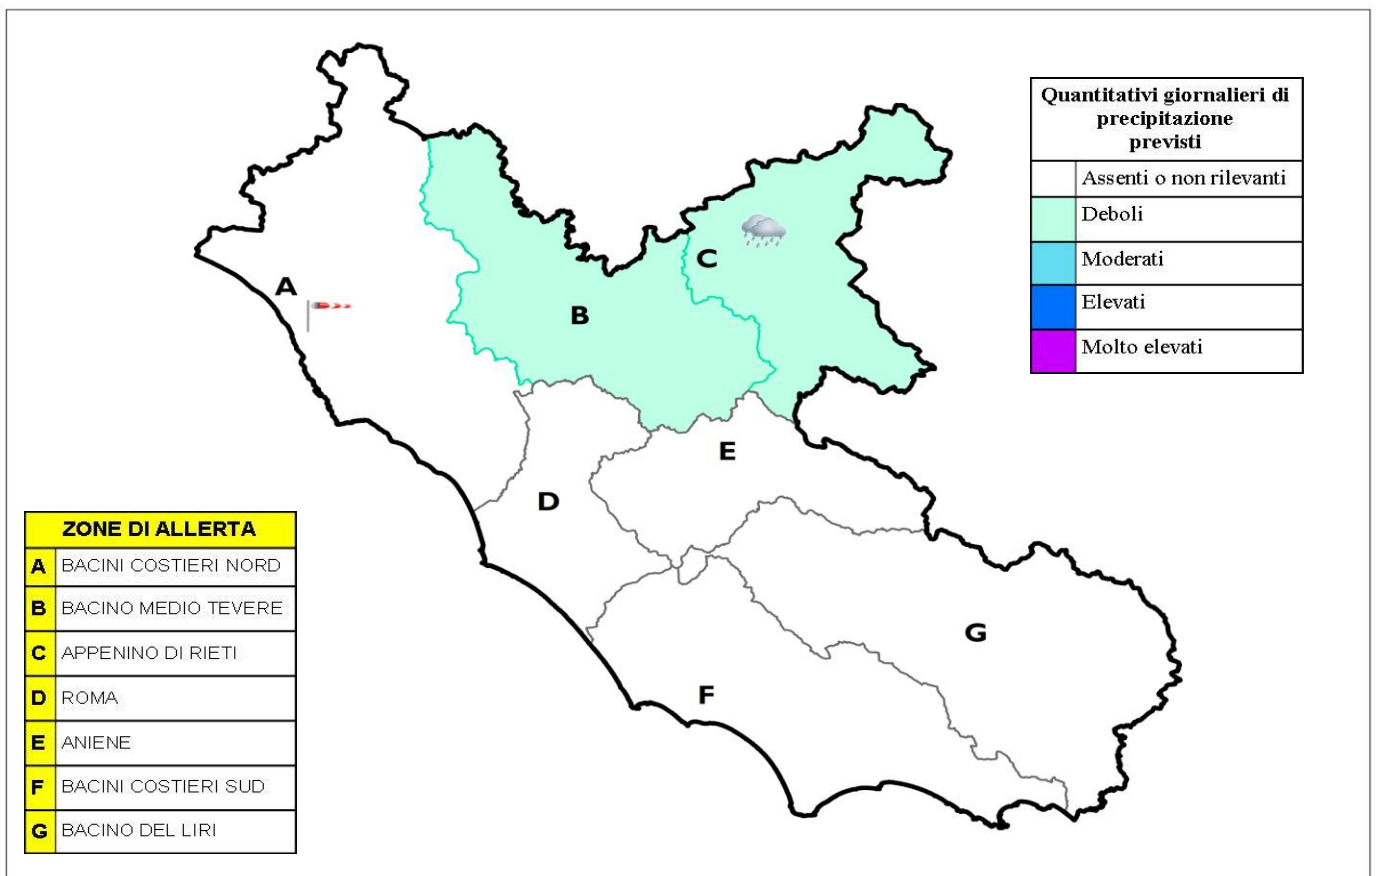 Quantitativi giornalieri di
precipitazione
previsti
Assenti o non rilevanti
Deboli
Moderati
Elevati
Molto elevati
A
B
C
D
E
F
G
ZONE DI ALLERTA
A BACINI COSTIERI NORD
B BACINO MEDIO TEVERE
C APPENINO DI RIETI
D ROMA
E ANIENE
F BACINI COSTIERI SUD
G BACINO DEL LIRI